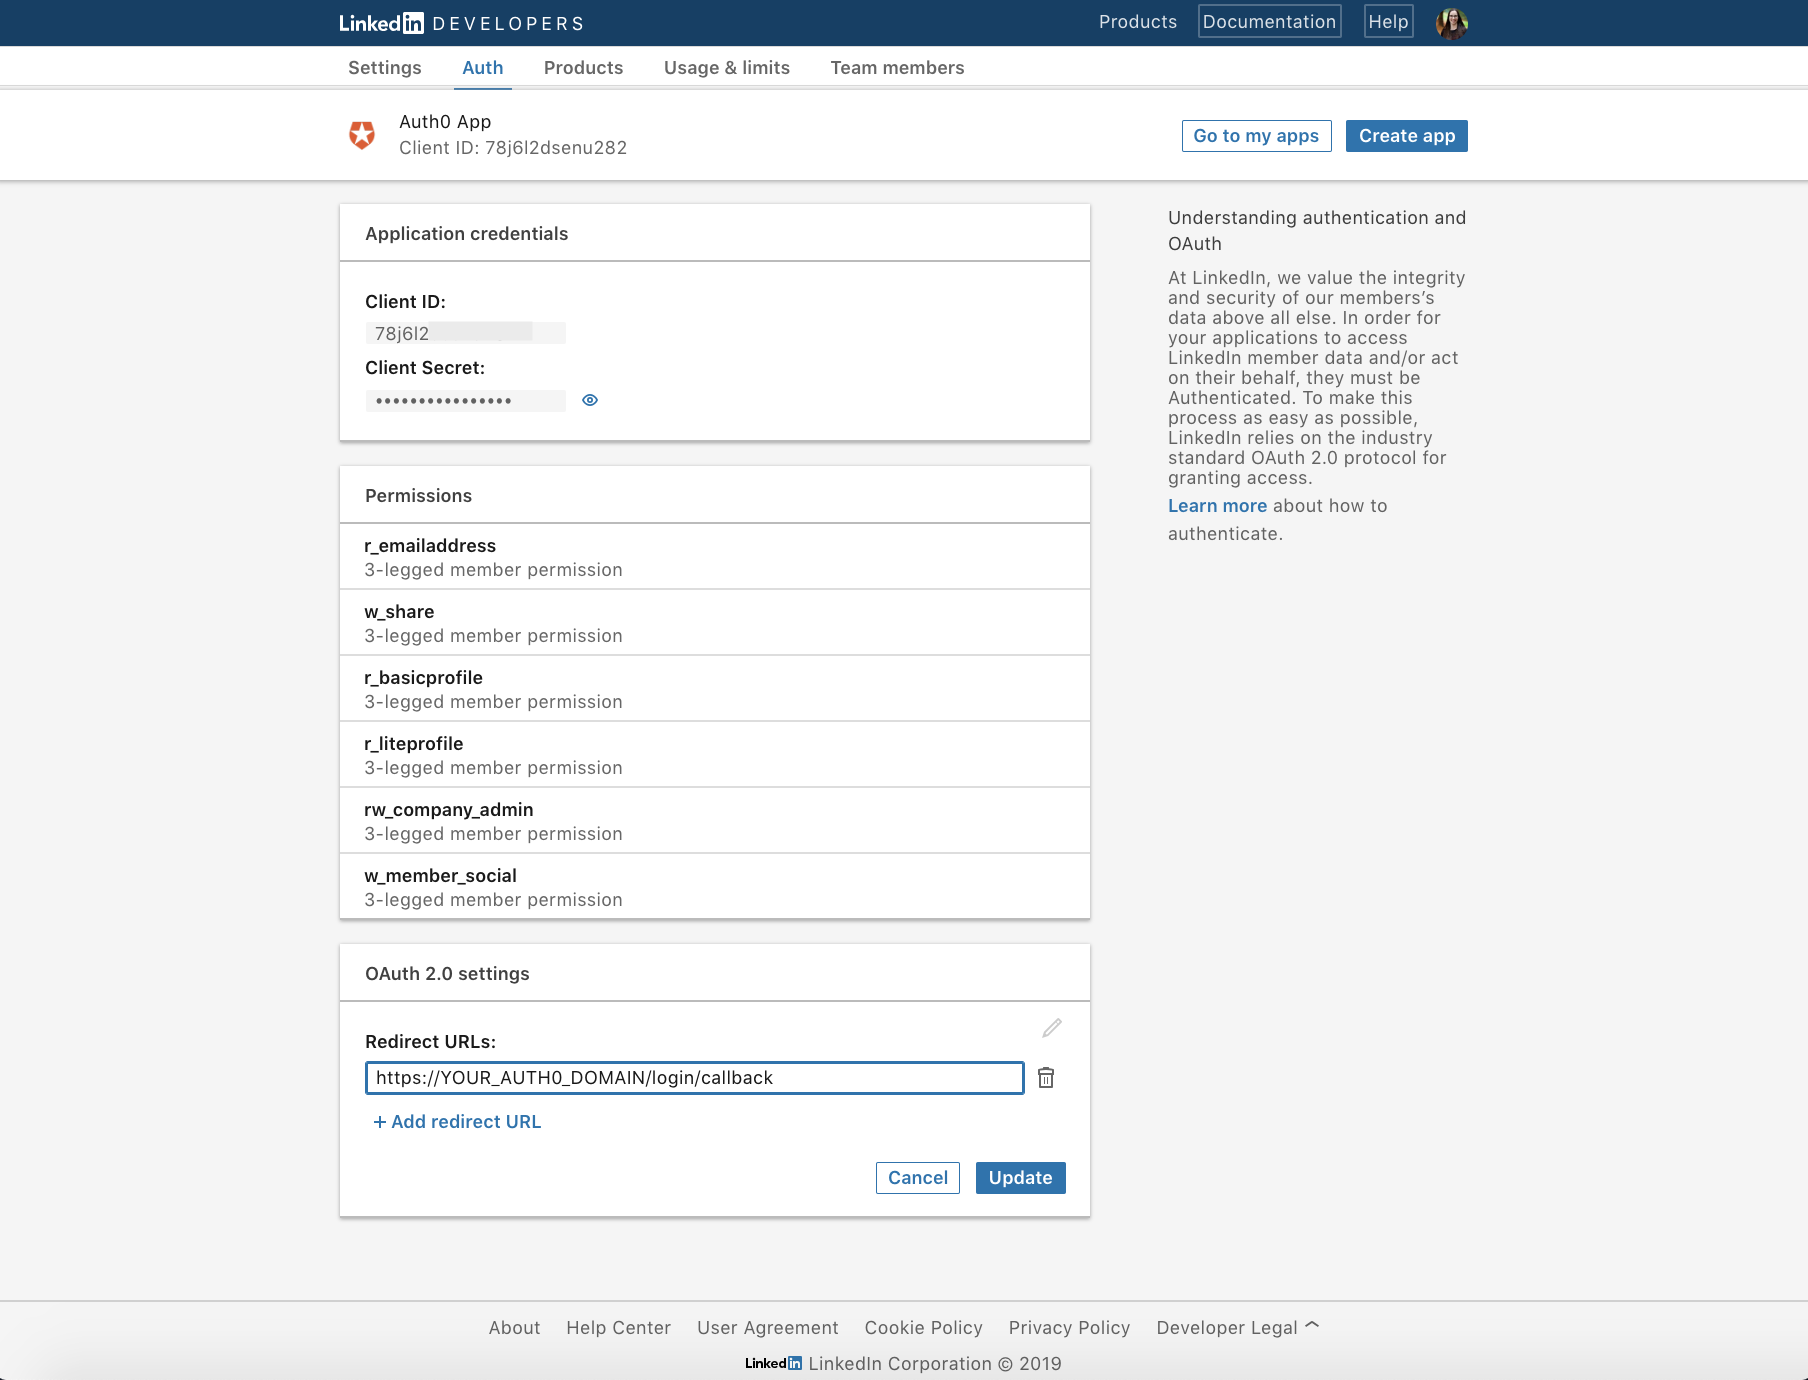 LinkedIn DEVELOPERS
Products Documentation Help
Settings Auth Products Usage & limits Team members
Auth0 App
Client ID: 78j6l2dsenu282
Go to my apps Create app
Application credentials
Client ID:
78j6l2
Client Secret:
••••••••••••••••
Permissions
r_emailaddress
3-legged member permission
w_share
3-legged member permission
r_basicprofile
3-legged member permission
r_liteprofile
3-legged member permission
rw_company_admin
3-legged member permission
w_member_social
3-legged member permission
OAuth 2.0 settings
Redirect URLs:
https://YOUR_AUTH0_DOMAIN/login/callback
+ Add redirect URL
Cancel Update
Understanding authentication and
OAuth
At LinkedIn, we value the integrity
and security of our members’s
data above all else. In order for
your applications to access
LinkedIn member data and/or act
on their behalf, they must be
Authenticated. To make this
process as easy as possible,
LinkedIn relies on the industry
standard OAuth 2.0 protocol for
granting access.
Learn more about how to
authenticate.
About Help Center User Agreement Cookie Policy Privacy Policy Developer Legal
LinkedIn LinkedIn Corporation © 2019